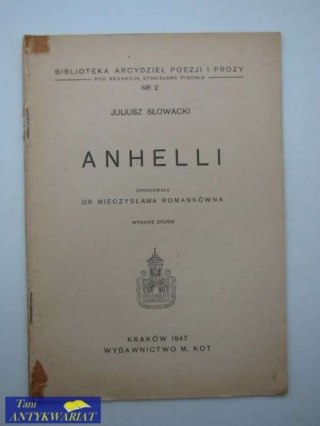 BIBLIOTEKA ARCYDZIEŁ POEZJI I PROZY
POD REDAKCJĄ STANISŁAWA PIGONIA
NR 2
JULIUSZ SŁOWACKI
ANHELLI
OPRACOWAŁA
DR MIECZYSŁAWA ROMANKÓWNA
WYDANIE DRUGIE
KRAKÓW 1947
WYDAWNICTWO M. KOT
Tani
ANTYKWARIAT